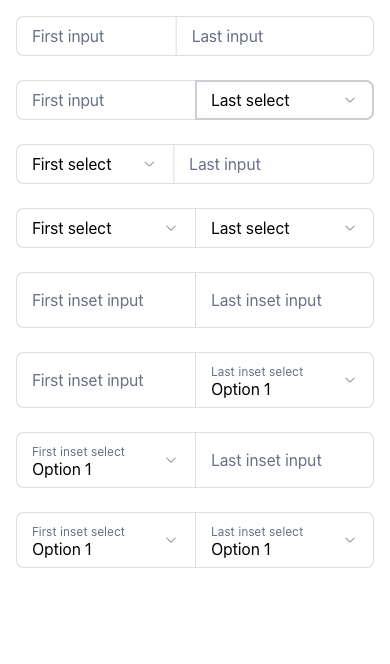 First input Last input
First input Last select
First select Last input
First select Last select
First inset input Last inset input
First inset input Last inset select
Option 1
First inset select
Option 1 Last inset input
First inset select Last inset select
Option 1 Option 1